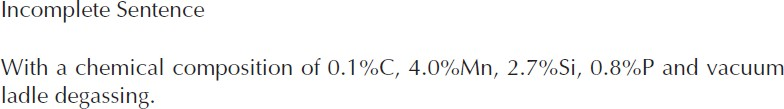 Incomplete Sentence
With a chemical composition of 0.1%C, 4.0%Mn, 2.7%Si, 0.8%P and vacuum
ladle degassing.